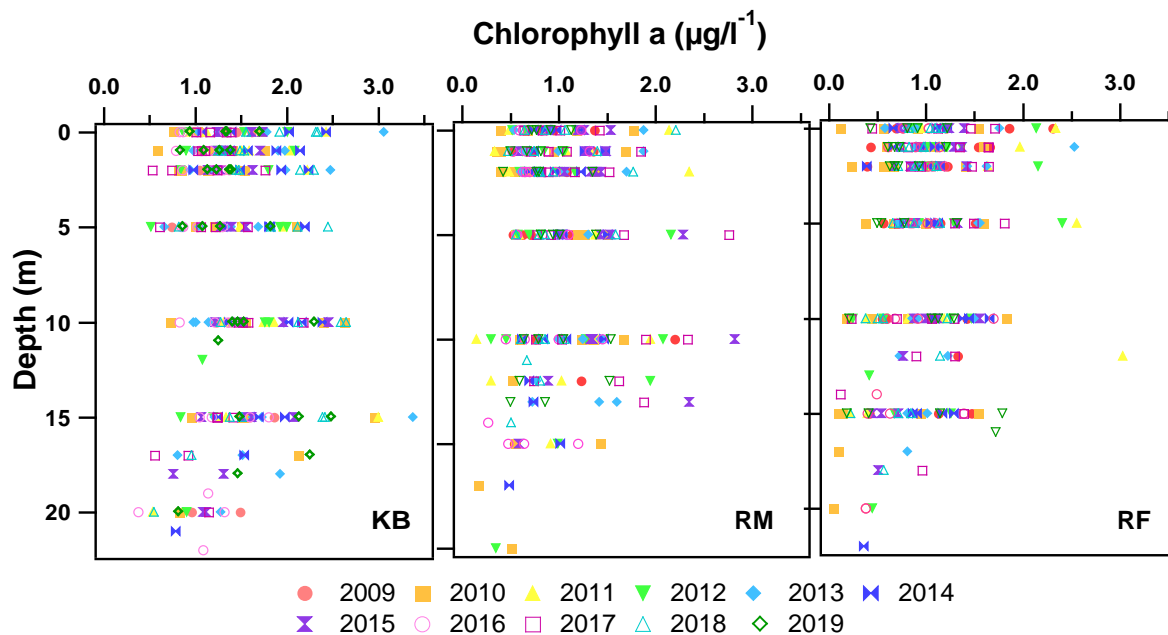 Chlorophyll a (µg/l⁻¹)
0.0 1.0 2.0 3.0 0.0 1.0 2.0 3.0 0.0 1.0 2.0 3.0
0
5
10
15
20
Depth (m)
KB RM RF
2009 2010 2011 2012 2013 2014
2015 2016 2017 2018 2019